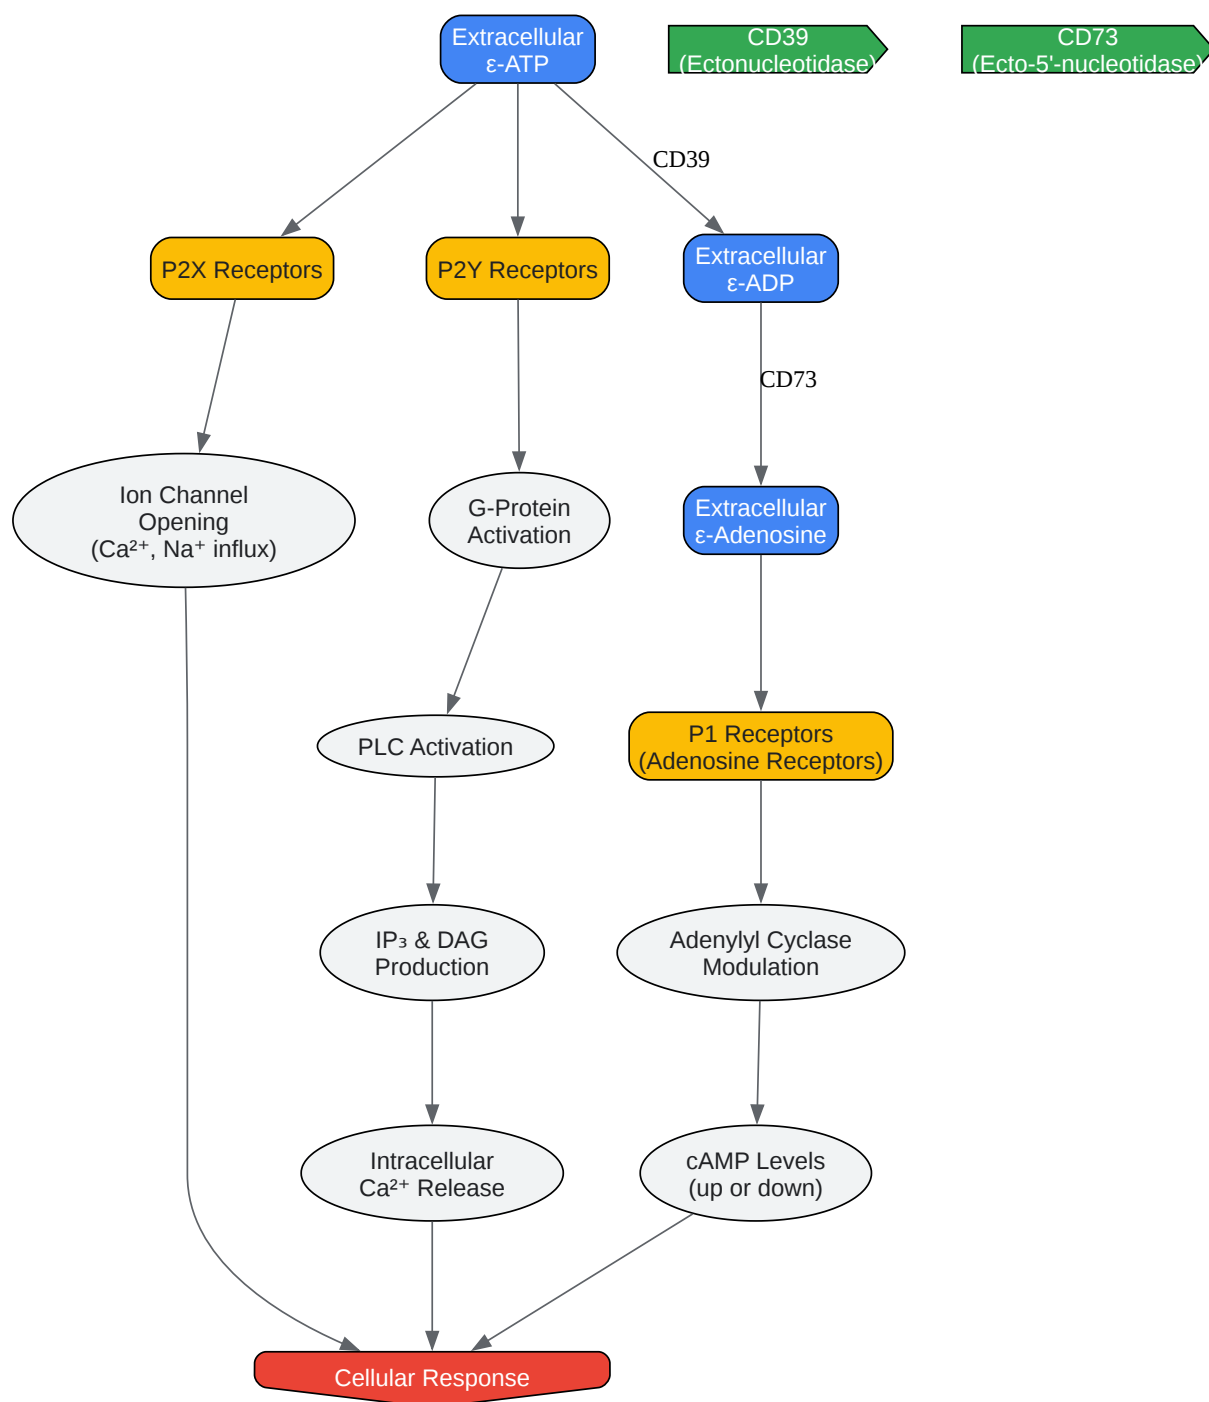 Extracellular
ε-ATP
CD39
(Ectonucleotidase)
CD73
(Ecto-5'-nucleotidase)
CD39
P2X Receptors
P2Y Receptors
Extracellular
ε-ADP
CD73
Ion Channel
Opening
(Ca²⁺, Na⁺ influx)
G-Protein
Activation
Extracellular
ε-Adenosine
PLC Activation
P1 Receptors
(Adenosine Receptors)
IP₃ & DAG
Production
Adenylyl Cyclase
Modulation
Intracellular
Ca²⁺ Release
cAMP Levels
(up or down)
Cellular Response